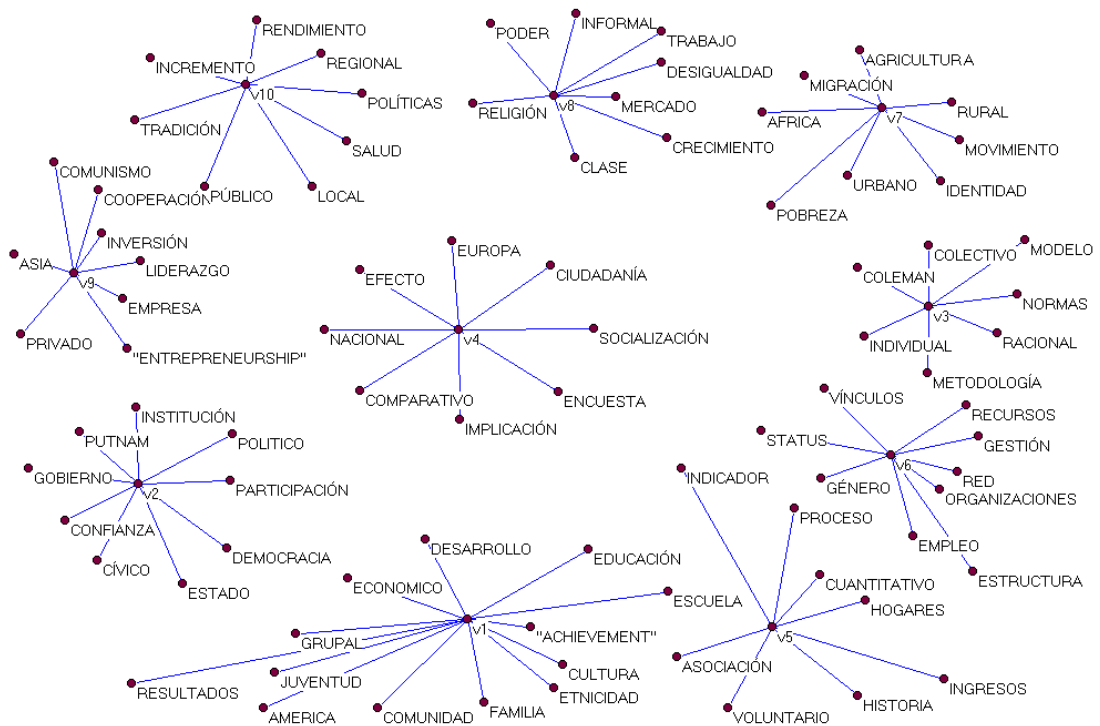 RENDIMIENTO
INCREMENTO
REGIONAL
v10
POLÍTICAS
TRADICIÓN
SALUD
PÚBLICO
LOCAL
PODER
INFORMAL
TRABAJO
DESIGUALDAD
RELIGIÓN
v8
MERCADO
CRECIMIENTO
CLASE
AGRICULTURA
MIGRACIÓN
AFRICA
v7
RURAL
MOVIMIENTO
URBANO
IDENTIDAD
POBREZA
COMUNISMO
COOPERACIÓN
INVERSIÓN
ASIA
LIDERAZGO
v9
EMPRESA
PRIVADO
"ENTREPRENEURSHIP"
EUROPA
EFECTO
CIUDADANÍA
NACIONAL
v4
SOCIALIZACIÓN
COMPARATIVO
ENCUESTA
IMPLICACIÓN
COLECTIVO
MODELO
COLEMAN
NORMAS
v3
INDIVIDUAL
RACIONAL
METODOLOGÍA
INSTITUCIÓN
PUTNAM
POLITICO
GOBIERNO
v2
PARTICIPACIÓN
CONFIANZA
DEMOCRACIA
CÍVICO
ESTADO
VÍNCULOS
RECURSOS
STATUS
GESTIÓN
v6
GÉNERO
RED
ORGANIZACIONES
EMPLEO
ESTRUCTURA
DESARROLLO
EDUCACIÓN
ECONOMICO
ESCUELA
v1
GRUPAL
"ACHIEVEMENT"
JUVENTUD
CULTURA
RESULTADOS
ETNICIDAD
AMERICA
COMUNIDAD
FAMILIA
INDICADOR
PROCESO
CUANTITATIVO
HOGARES
v5
ASOCIACIÓN
INGRESOS
VOLUNTARIO
HISTORIA